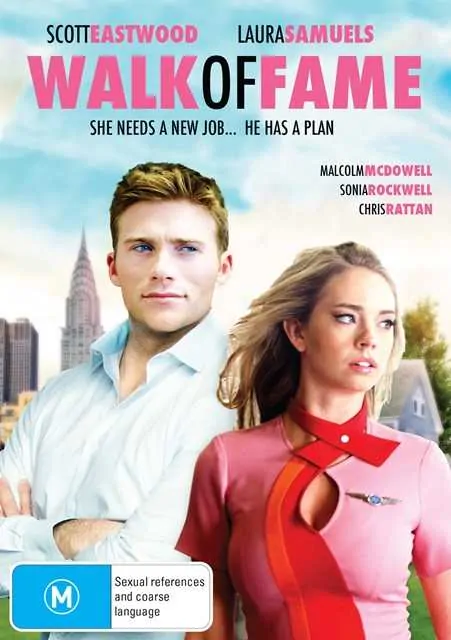 SCOTTEASTWOOD LAURASAMUELS
WALKOFFAME
SHE NEEDS A NEW JOB... HE HAS A PLAN
MALCOLMMCDOWELL
SONIAROCKWELL
CHRISRATTAN
M
Sexual references
and coarse
language